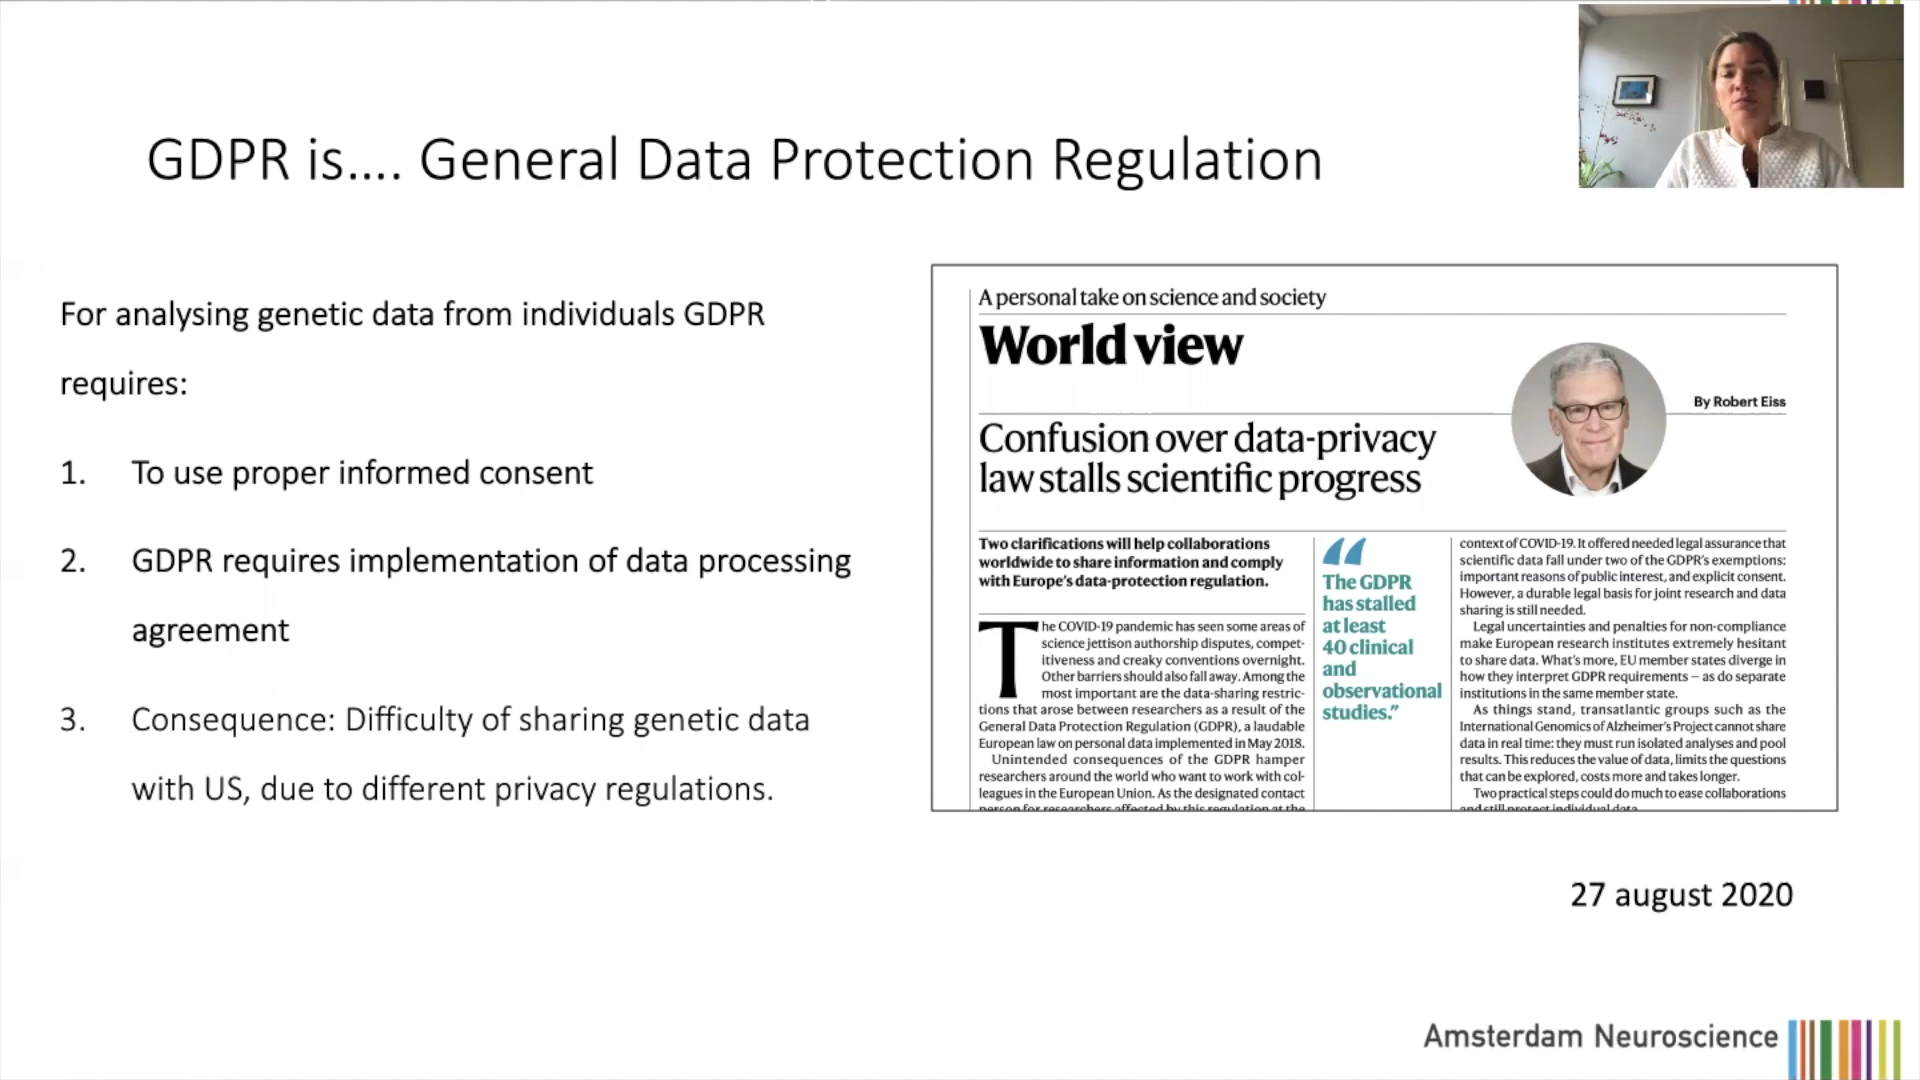 GDPR is.... General Data Protection Regulation
For analysing genetic data from individuals GDPR
requires:
1. To use proper informed consent
2. GDPR requires implementation of data processing
agreement
3. Consequence: Difficulty of sharing genetic data
with US, due to different privacy regulations.
A personal take on science and society
World view
By Robert Eiss
Confusion over data-privacy
law stalls scientific progress
Two clarifications will help collaborations
worldwide to share information and comply
with Europe's data-protection regulation.
The COVID-19 pandemic has seen some areas of
science jettison authorship disputes, compet-
itiveness and creaky conventions overnight.
Other barriers should also fall away. Among the
most important are the data-sharing restric-
tions that arose between researchers as a result of the
General Data Protection Regulation (GDPR), a laudable
European law on personal data implemented in May 2018.
Unintended consequences of the GDPR hamper
researchers around the world who want to work with col-
leagues in the European Union. As the designated contact
person for researchers affected by this regulation at the
“
The GDPR
has stalled
at least
40 clinical
and
observational
studies.”
context of COVID-19. It offered needed legal assurance that
scientific data fall under two of the GDPR's exemptions:
important reasons of public interest, and explicit consent.
However, a durable legal basis for joint research and data
sharing is still needed.
Legal uncertainties and penalties for non-compliance
make European research institutes extremely hesitant
to share data. What's more, EU member states diverge in
how they interpret GDPR requirements — as do separate
institutions in the same member state.
As things stand, transatlantic groups such as the
International Genomics of Alzheimer's Project cannot share
data in real time: they must run isolated analyses and pool
results. This reduces the value of data, limits the questions
that can be explored, costs more and takes longer.
Two practical steps could do much to ease collaborations
and still protect individual data.
27 august 2020
Amsterdam Neuroscience